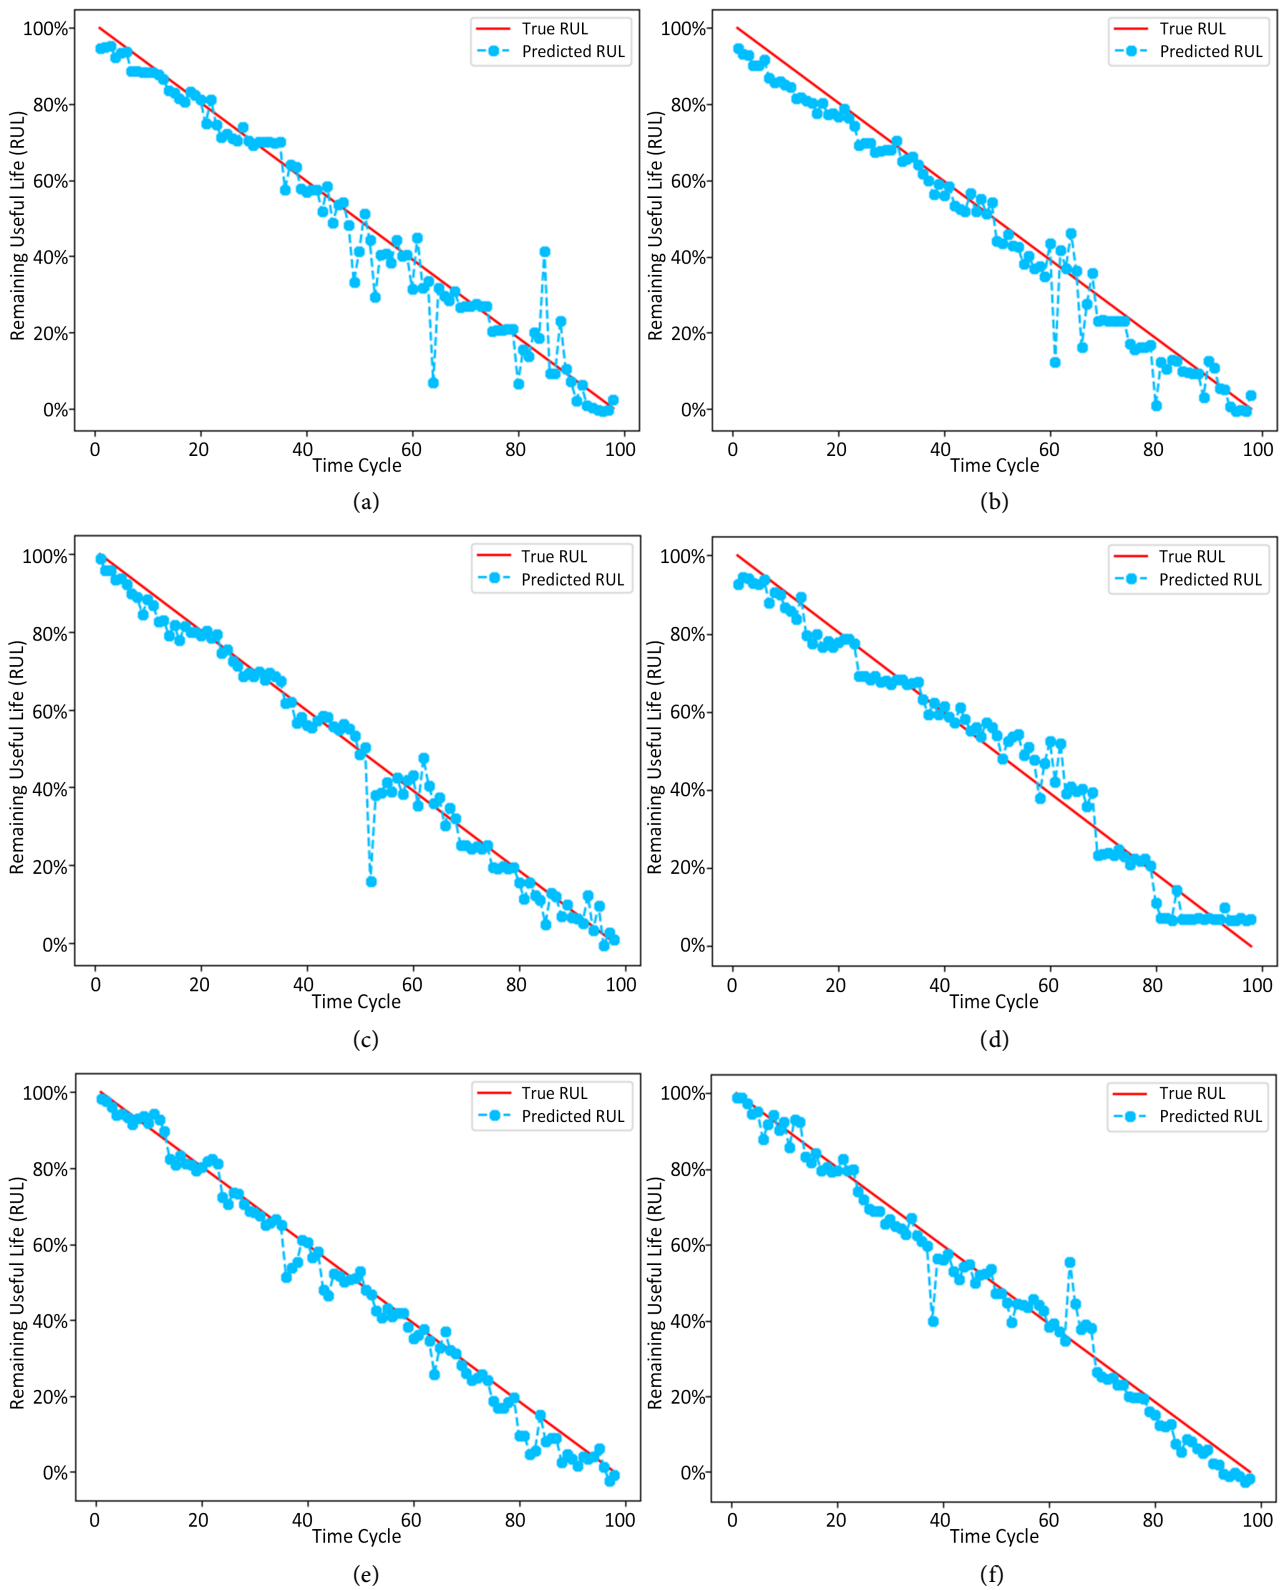 True RUL
Predicted RUL
Remaining Useful Life (RUL)
100%
80%
60%
40%
20%
0%
0 20 40 60 80 100
Time Cycle
(a)
True RUL
Predicted RUL
Remaining Useful Life (RUL)
100%
80%
60%
40%
20%
0%
0 20 40 60 80 100
Time Cycle
(b)
True RUL
Predicted RUL
Remaining Useful Life (RUL)
100%
80%
60%
40%
20%
0%
0 20 40 60 80 100
Time Cycle
(c)
True RUL
Predicted RUL
Remaining Useful Life (RUL)
100%
80%
60%
40%
20%
0%
0 20 40 60 80 100
Time Cycle
(d)
True RUL
Predicted RUL
Remaining Useful Life (RUL)
100%
80%
60%
40%
20%
0%
0 20 40 60 80 100
Time Cycle
(e)
True RUL
Predicted RUL
Remaining Useful Life (RUL)
100%
80%
60%
40%
20%
0%
0 20 40 60 80 100
Time Cycle
(f)